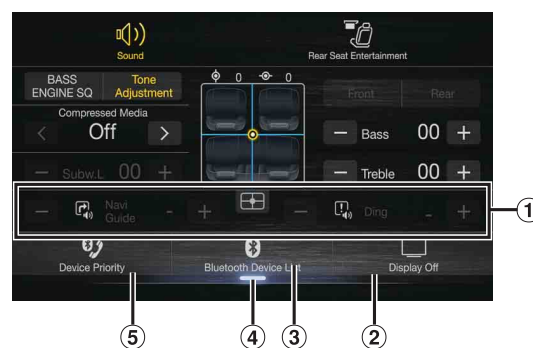 Sound
Rear Seat Entertainment
BASS
ENGINE SQ
Tone
Adjustment
0
0
Front
Rear
Compressed Media
< Off >
− Bass 00 +
− Subw.L 00 +
− Treble 00 +
− Navi
Guide - +
− Ding - +
1
Device Priority
Bluetooth Device List
Display Off
5
4
3
2